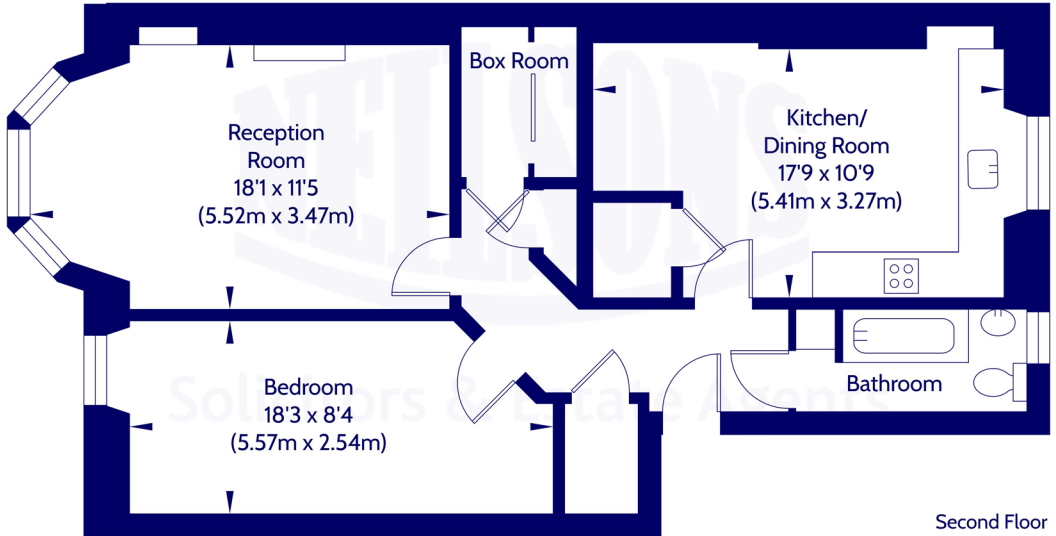 Box Room
Reception
Room
18'1 x 11'5
(5.52m x 3.47m)
Kitchen/
Dining Room
17'9 x 10'9
(5.41m x 3.27m)
Bedroom
18'3 x 8'4
(5.57m x 2.54m)
Bathroom
NEILSONS
Solicitors & Estate Agents
Second Floor